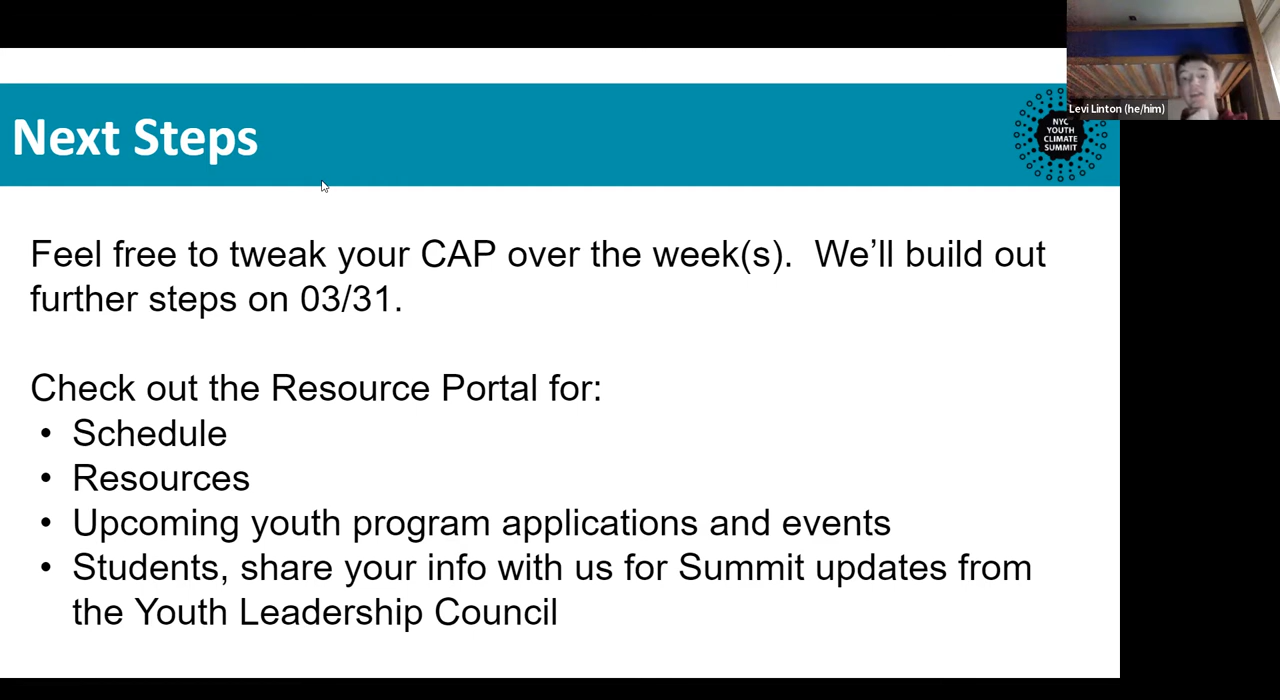 Next Steps
NYC
YOUTH
CLIMATE
SUMMIT
Levi Linton (he/him)
Feel free to tweak your CAP over the week(s).  We’ll build out
further steps on 03/31.
Check out the Resource Portal for:
• Schedule
• Resources
• Upcoming youth program applications and events
• Students, share your info with us for Summit updates from
the Youth Leadership Council